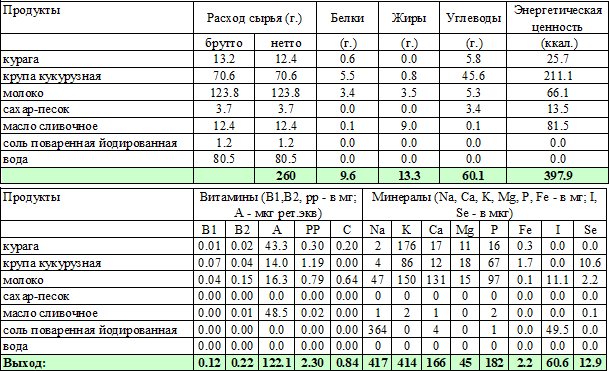 Продукты Расход сырья (г.) Белки Жиры Углеводы Энергетическая ценность
брутто нетто (г.) (г.) (г.) (ккал.)
курага 13.2 12.4 0.6 0.0 5.8 25.7
крупа кукурузная 70.6 70.6 5.5 0.8 45.6 211.1
молоко 123.8 123.8 3.4 3.5 5.3 66.1
сахар-песок 3.7 3.7 0.0 0.0 3.4 13.5
масло сливочное 12.4 12.4 0.1 9.0 0.1 81.5
соль поваренная йодированная 1.2 1.2 0.0 0.0 0.0 0.0
вода 80.5 80.5 0.0 0.0 0.0 0.0
260 9.6 13.3 60.1 397.9
Продукты Витамины (B1,B2, рр - в мг; А - мкг рет.экв) Минералы (Na, Ca, K, Mg, P, Fe - в мг; I, Se - в мкг)
B1 B2 A PP C Na K Ca Mg P Fe I Se
курага 0.01 0.02 43.3 0.30 0.20 2 176 17 11 16 0.3 0.0 0.0
крупа кукурузная 0.07 0.04 14.0 1.19 0.00 4 86 12 18 67 1.7 0.0 10.6
молоко 0.04 0.15 16.3 0.79 0.64 47 150 131 15 97 0.1 11.1 2.2
сахар-песок 0.00 0.00 0.0 0.00 0.00 0 0 0 0 0 0.0 0.0 0.0
масло сливочное 0.00 0.01 48.5 0.02 0.00 1 2 1 0 2 0.0 0.0 0.1
соль поваренная йодированная 0.00 0.00 0.0 0.00 0.00 364 0 4 0 1 0.0 49.5 0.0
вода 0.00 0.00 0.0 0.00 0.00 0 0 0 0 0 0.0 0.0 0.0
Выход: 0.12 0.22 122.1 2.30 0.84 417 414 166 45 182 2.2 60.6 12.9